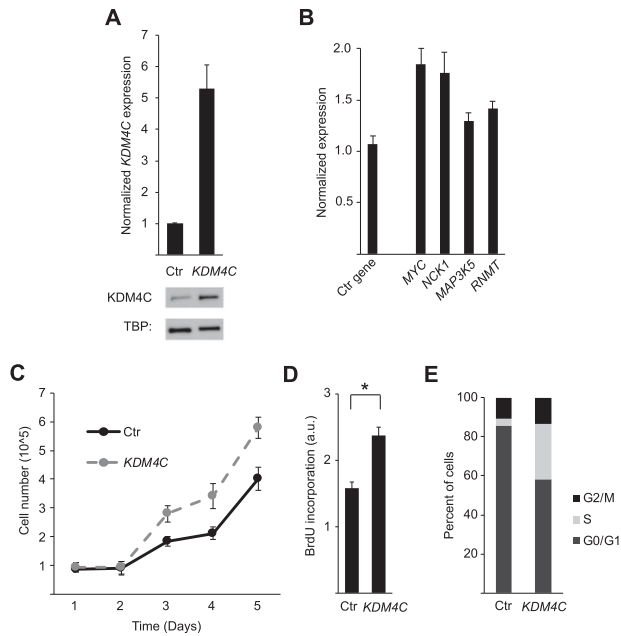 A
Normalized KDM4C expression
7
6
5
4
3
2
1
Ctr KDM4C
KDM4C
TBP:
B
Normalized expression
2.0
1.5
1.0
0.5
Ctr gene
MYC
NCK1
MAP3K5
RNMT
C
Cell number (10^5)
7
6
5
4
3
2
1
Ctr
KDM4C
1 2 3 4 5
Time (Days)
D
BrdU incorporation (a.u.)
3
2
1
*
Ctr KDM4C
E
Percent of cells
100
80
60
40
20
G2/M
S
G0/G1
Ctr KDM4C